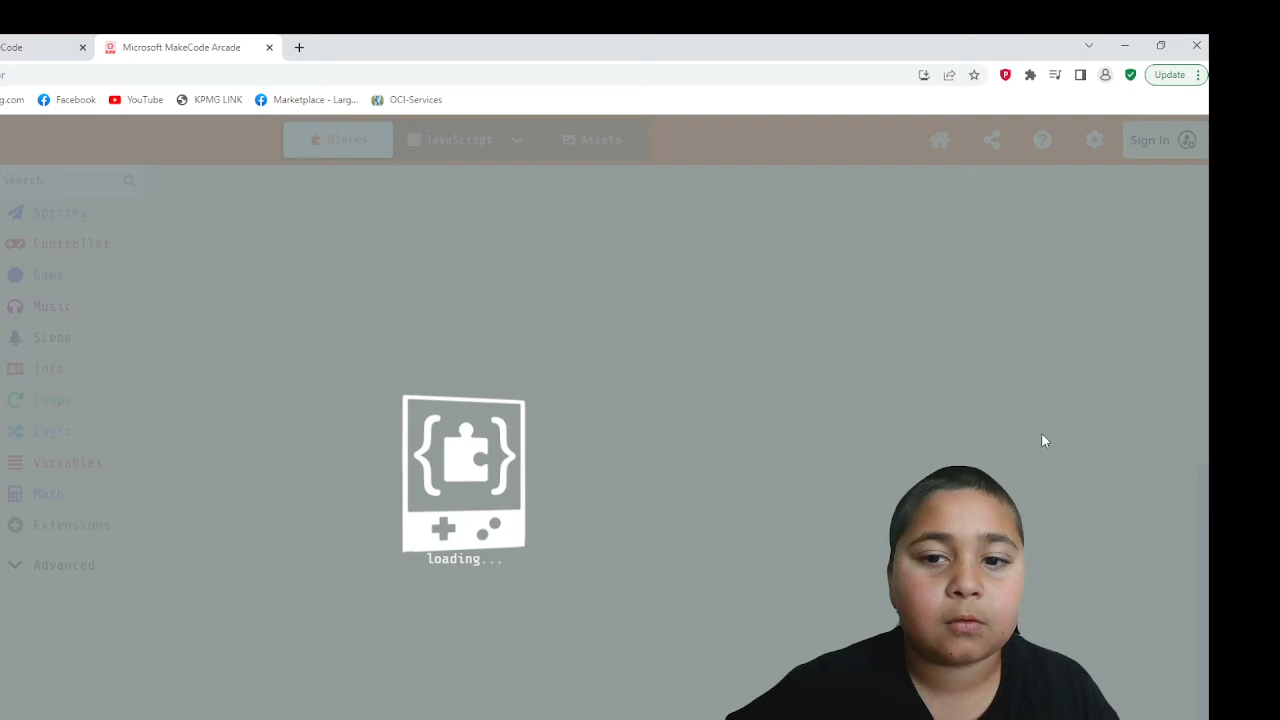 Code
Microsoft MakeCode Arcade
r
Update
g.com Facebook YouTube KPMG LINK Marketplace - Larg... OCI-Services
Blocks JavaScript Assets Sign In
Search
Sprites
Controller
Game
Music
Scene
Info
Loops
Logic
Variables
Math
Extensions
Advanced
loading...